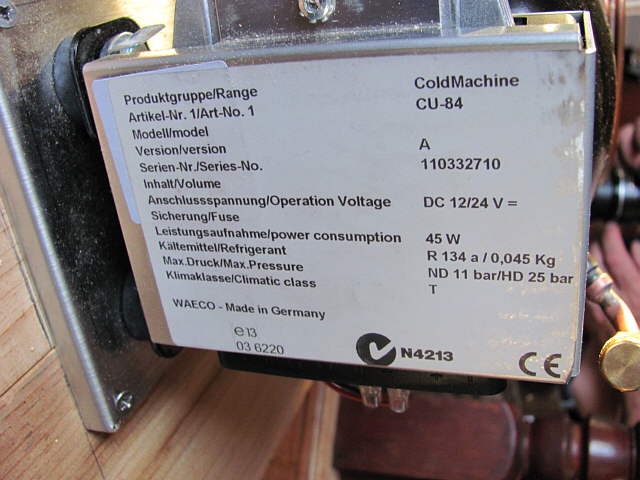 Produktgruppe/Range ColdMachine
Artikel-Nr. 1/Art-No. 1 CU-84
Modell/model
Version/version A
Serien-Nr./Series-No. 110332710
Inhalt/Volume
Anschlussspannung/Operation Voltage DC 12/24 V =
Sicherung/Fuse
Leistungsaufnahme/power consumption 45 W
Kältemittel/Refrigerant R 134 a / 0,045 Kg
Max.Druck/Max.Pressure ND 11 bar/HD 25 bar
Klimaklasse/Climatic class T
WAECO - Made in Germany
e13
03 6220
N4213
CE